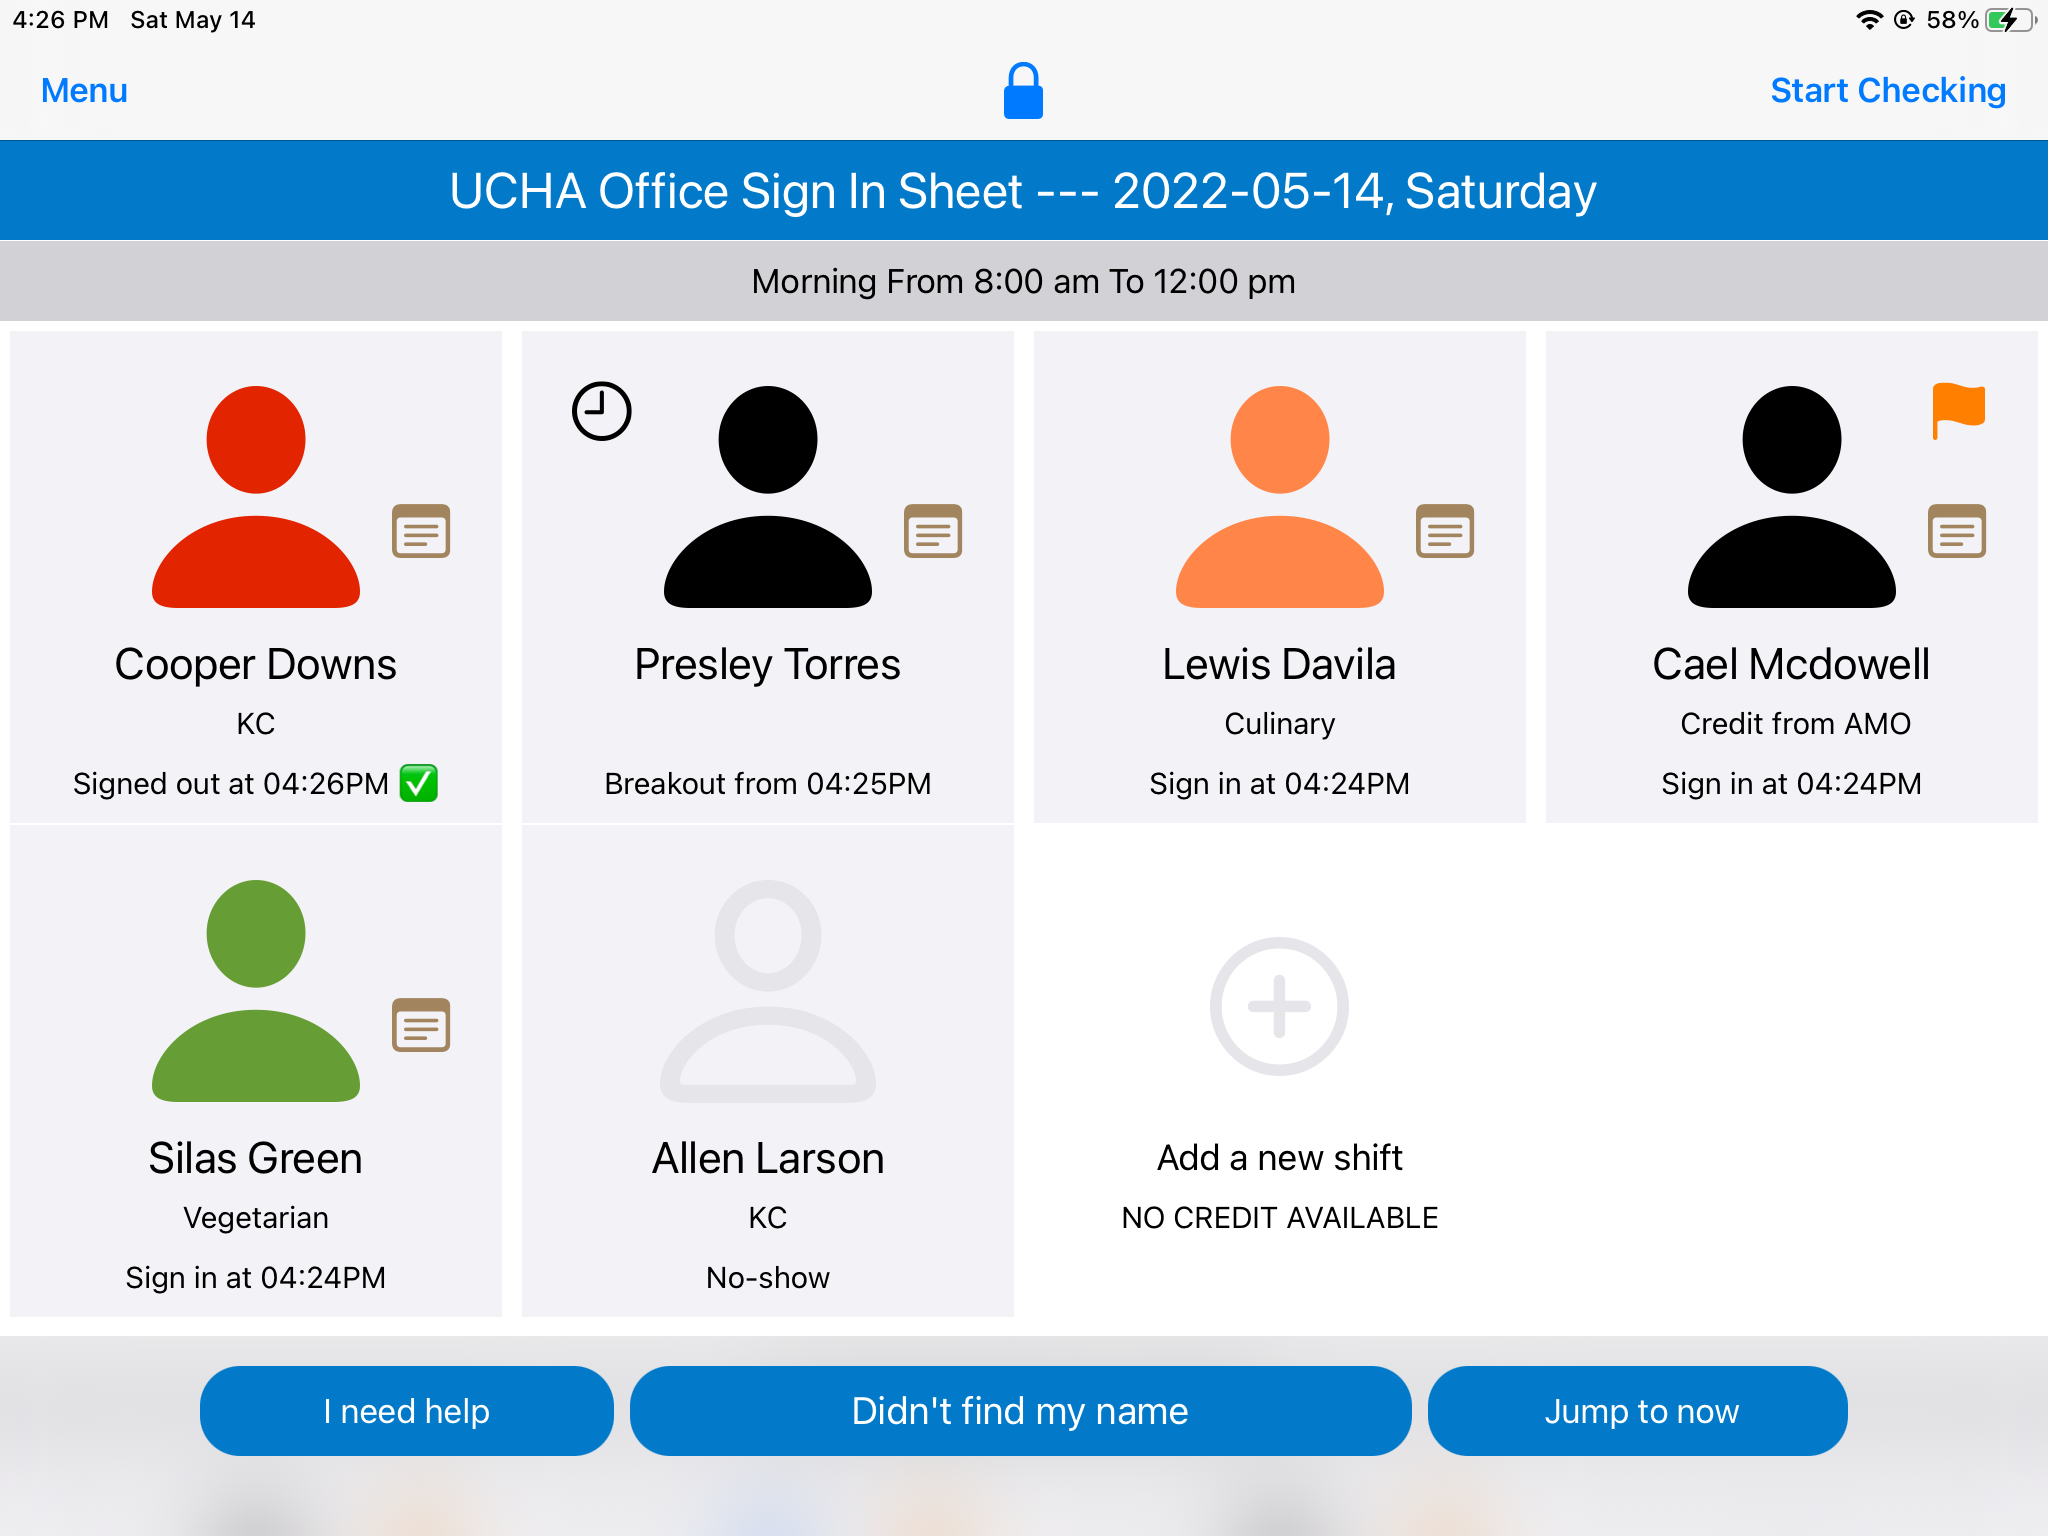 4:26 PM Sat May 14 58%
Menu Start Checking
UCHA Office Sign In Sheet --- 2022-05-14, Saturday
Morning From 8:00 am To 12:00 pm
Cooper Downs
KC
Signed out at 04:26PM ✅
Presley Torres
Breakout from 04:25PM
Lewis Davila
Culinary
Sign in at 04:24PM
Cael Mcdowell
Credit from AMO
Sign in at 04:24PM
Silas Green
Vegetarian
Sign in at 04:24PM
Allen Larson
KC
No-show
Add a new shift
NO CREDIT AVAILABLE
I need help
Didn't find my name
Jump to now